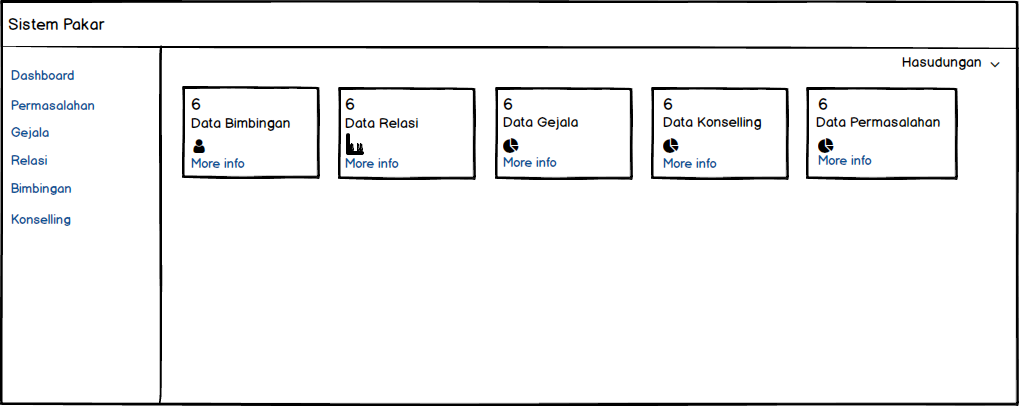 Sistem Pakar
Hasudungan
Dashboard
Permasalahan
Gejala
Relasi
Bimbingan
Konselling
6
Data Bimbingan
More info
6
Data Relasi
More info
6
Data Gejala
More info
6
Data Konselling
More info
6
Data Permasalahan
More info